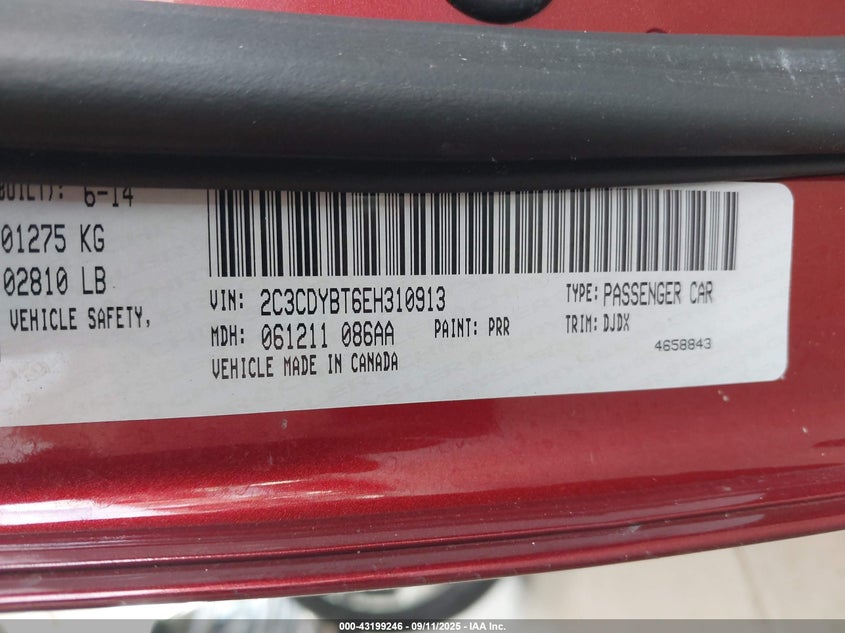 6-14
01275 KG
02810 LB
VEHICLE SAFETY,
VIN: 2C3CDYBT6EH310913
TYPE: PASSENGER CAR
MDH: 061211 086AA
PAINT: PRR
TRIM: DJDX
VEHICLE MADE IN CANADA
4658843
000-43199246 - 09/11/2025 - IAA Inc.